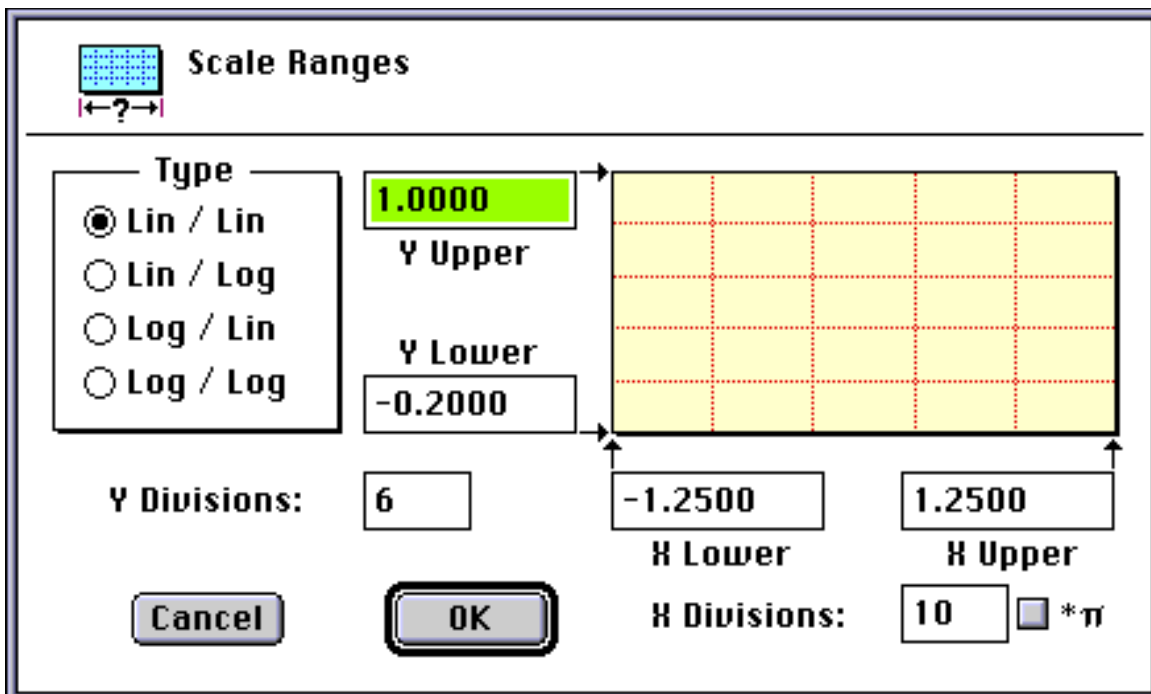 Scale Ranges
?
Type
Lin / Lin
Lin / Log
Log / Lin
Log / Log
1.0000
Y Upper
Y Lower
-0.2000
Y Divisions:
6
-1.2500
1.2500
X Lower
X Upper
Cancel
OK
X Divisions:
10
*π